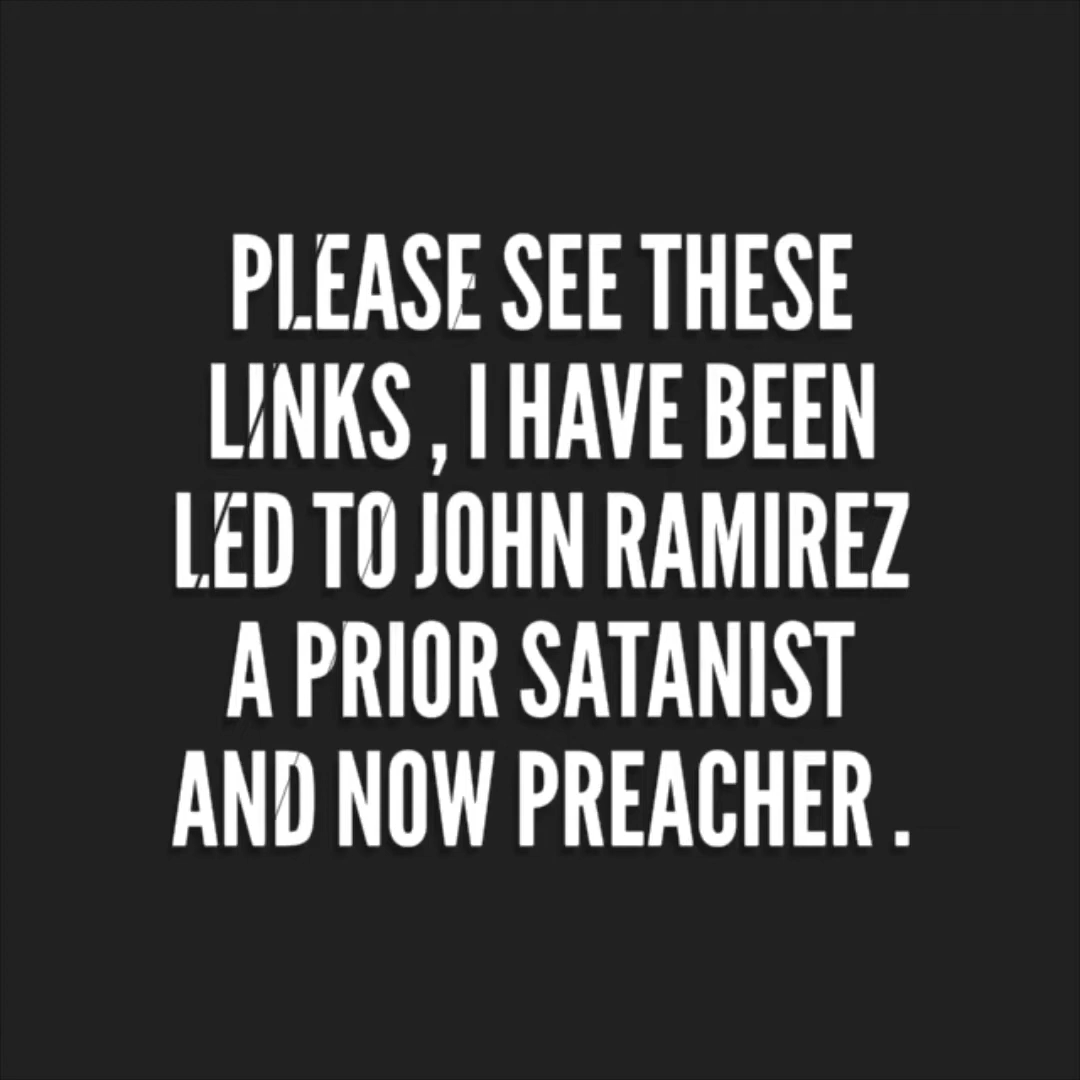 PLEASE SEE THESE
LINKS , I HAVE BEEN
LED TO JOHN RAMIREZ
A PRIOR SATANIST
AND NOW PREACHER .